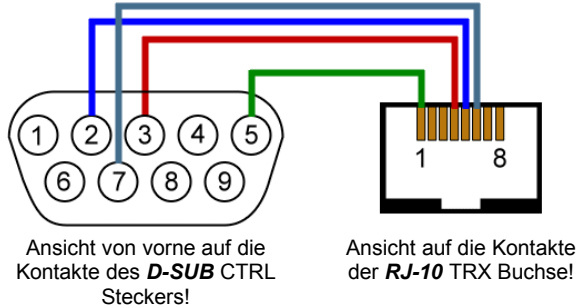 1 2 3 4 5
6 7 8 9
1 8
Ansicht von vorne auf die
Kontakte des D-SUB CTRL
Steckers!
Ansicht auf die Kontakte
der RJ-10 TRX Buchse!